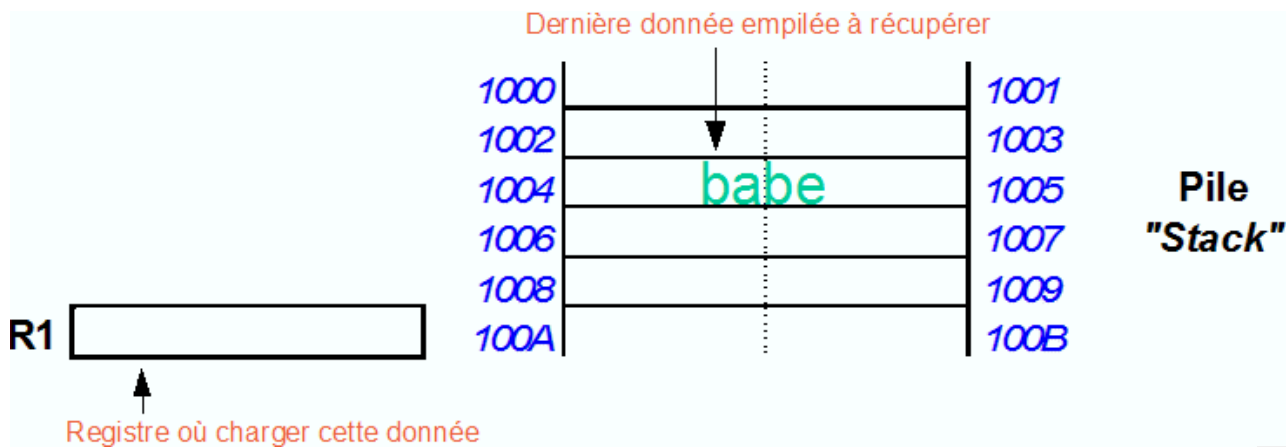 Dernière donnée empilée à récupérer
1000 1001
1002 1003
1004 babe 1005
1006 1007
1008 1009
100A 100B
Pile
"Stack"
R1
Registre où charger cette donnée